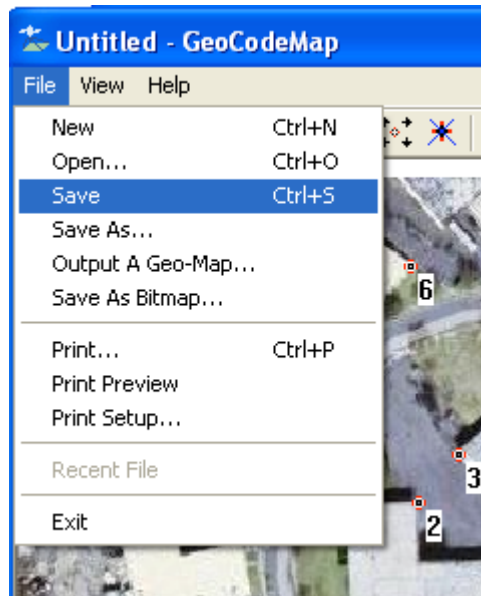 Untitled - GeoCodeMap
File View Help
New Ctrl+N
Open... Ctrl+O
Save Ctrl+S
Save As...
Output A Geo-Map...
Save As Bitmap...
Print... Ctrl+P
Print Preview
Print Setup...
Recent File
Exit
6
3
2